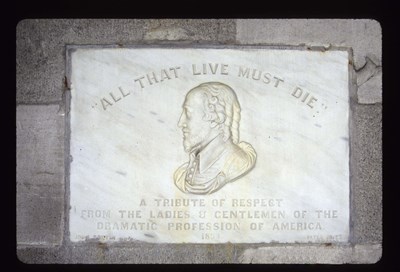 "ALL THAT LIVE MUST DIE"
A TRIBUTE OF RESPECT
FROM THE LADIES & GENTLEMEN OF THE
DRAMATIC PROFESSION OF AMERICA